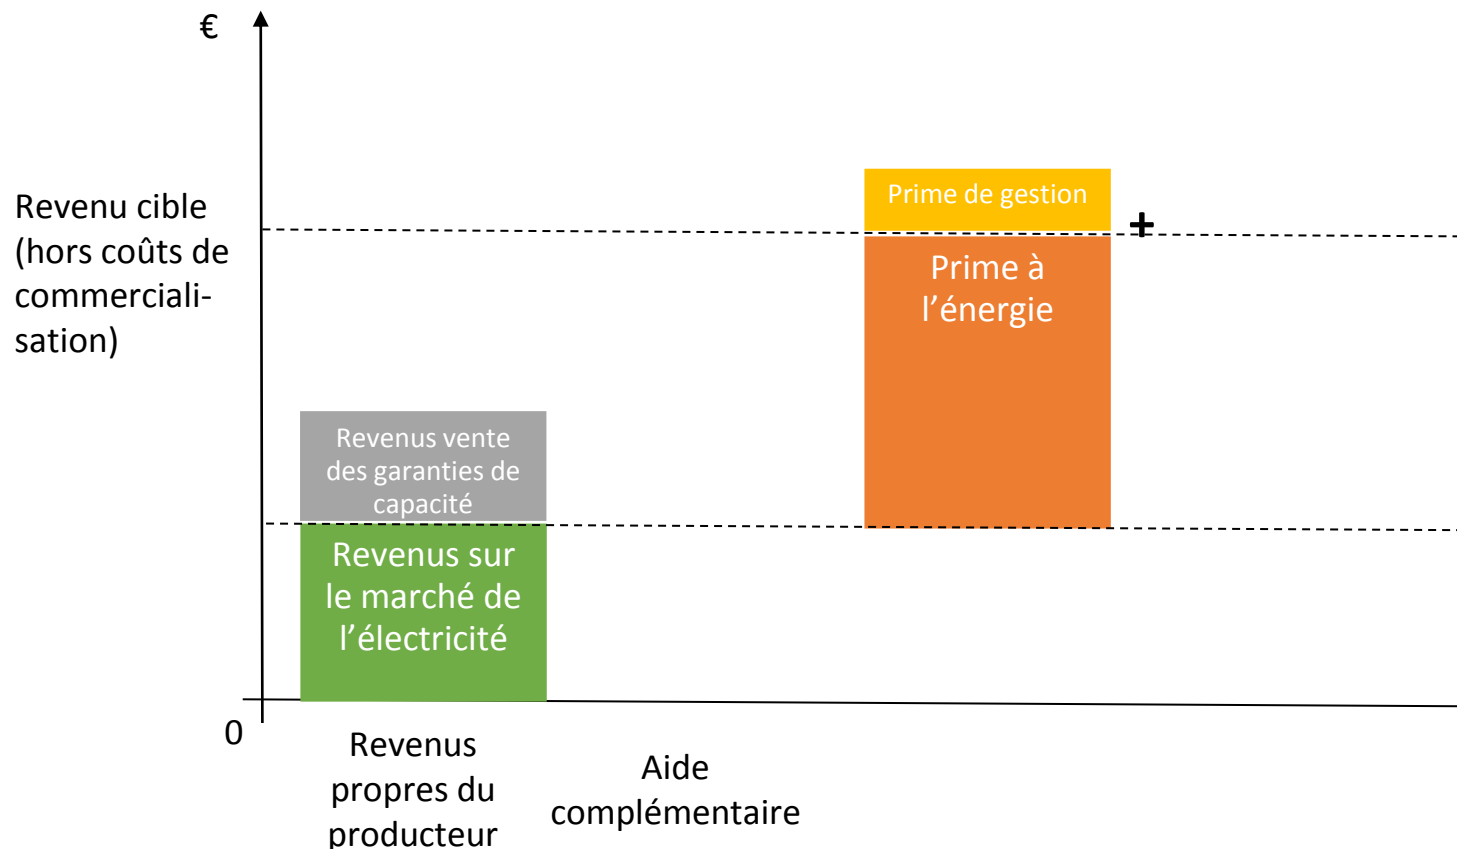 €
Revenu cible
(hors coûts de
commerciali-
sation)
Prime de gestion
+
Prime à
l’énergie
Revenus vente
des garanties de
capacité
Revenus sur
le marché de
l’électricité
0
Revenus
propres du
producteur
Aide
complémentaire